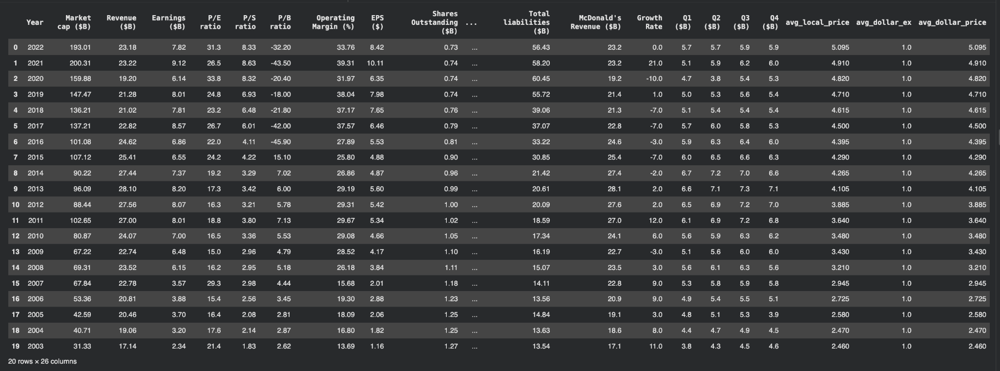 Year Market cap ($B) Revenue ($B) Earnings ($B) P/E ratio P/S ratio P/B ratio Operating Margin (%) EPS ($) Shares Outstanding ($B) ... Total liabilities ($B) McDonald's Revenue ($B) Growth Rate Q1 ($B) Q2 ($B) Q3 ($B) Q4 ($B) avg_local_price avg_dollar_ex avg_dollar_price
0 2022 193.01 23.18 7.82 31.3 8.33 -32.20 33.76 8.42 0.73 ... 56.43 23.2 0.0 5.7 5.7 5.9 5.9 5.095 1.0 5.095
1 2021 200.31 23.22 9.12 26.5 8.63 -43.50 39.31 10.11 0.74 ... 58.20 23.2 21.0 5.1 5.9 6.2 6.0 4.910 1.0 4.910
2 2020 159.88 19.20 6.14 33.8 8.32 -20.40 31.97 6.35 0.74 ... 60.45 19.2 -10.0 4.7 3.8 5.4 5.3 4.820 1.0 4.820
3 2019 147.47 21.28 8.01 24.8 6.93 -18.00 38.04 7.98 0.74 ... 55.72 21.4 1.0 5.0 5.3 5.6 5.4 4.710 1.0 4.710
4 2018 136.21 21.02 7.81 23.2 6.48 -21.80 37.17 7.65 0.76 ... 39.06 21.3 -7.0 5.1 5.4 5.4 5.4 4.615 1.0 4.615
5 2017 137.21 22.82 8.57 26.7 6.01 -42.00 37.57 6.46 0.79 ... 37.07 22.8 -7.0 5.7 6.0 5.8 5.3 4.500 1.0 4.500
6 2016 101.08 24.62 6.86 22.0 4.11 -45.90 27.89 5.53 0.81 ... 33.22 24.6 -3.0 5.9 6.3 6.4 6.0 4.395 1.0 4.395
7 2015 107.12 25.41 6.55 24.2 4.22 15.10 25.80 4.88 0.90 ... 30.85 25.4 -7.0 6.0 6.5 6.6 6.3 4.290 1.0 4.290
8 2014 90.22 27.44 7.37 19.2 3.29 7.02 26.86 4.87 0.96 ... 21.42 27.4 -2.0 6.7 7.2 7.0 6.6 4.265 1.0 4.265
9 2013 96.09 28.10 8.20 17.3 3.42 6.00 29.19 5.60 0.99 ... 20.61 28.1 2.0 6.6 7.1 7.3 7.1 4.105 1.0 4.105
10 2012 88.44 27.56 8.07 16.3 3.21 5.78 29.31 5.42 1.00 ... 20.09 27.6 2.0 6.5 6.9 7.2 7.0 3.885 1.0 3.885
11 2011 102.65 27.00 8.01 18.8 3.80 7.13 29.67 5.34 1.02 ... 18.59 27.0 12.0 6.1 6.9 7.2 6.8 3.640 1.0 3.640
12 2010 80.87 24.07 7.00 16.5 3.36 5.53 29.08 4.66 1.05 ... 17.34 24.1 6.0 5.6 5.9 6.3 6.2 3.480 1.0 3.480
13 2009 67.22 22.74 6.48 15.0 2.96 4.79 28.52 4.17 1.10 ... 16.19 22.7 -3.0 5.1 5.6 6.0 6.0 3.430 1.0 3.430
14 2008 69.31 23.52 6.15 16.2 2.95 5.18 26.18 3.84 1.11 ... 15.07 23.5 3.0 5.6 6.1 6.3 5.6 3.210 1.0 3.210
15 2007 67.84 22.78 3.57 29.3 2.98 4.44 15.68 2.01 1.18 ... 14.11 22.8 9.0 5.3 5.8 5.9 5.8 2.945 1.0 2.945
16 2006 53.36 20.81 3.88 15.4 2.56 3.45 19.30 2.88 1.23 ... 13.56 20.9 9.0 4.9 5.4 5.5 5.1 2.725 1.0 2.725
17 2005 42.59 20.46 3.70 16.4 2.08 2.81 18.09 2.06 1.25 ... 14.84 19.1 3.0 4.8 5.1 5.3 3.9 2.580 1.0 2.580
18 2004 40.71 19.06 3.20 17.6 2.14 2.87 16.80 1.82 1.25 ... 13.63 18.6 8.0 4.4 4.7 4.9 4.5 2.470 1.0 2.470
19 2003 31.33 17.14 2.34 21.4 1.83 2.62 13.69 1.16 1.27 ... 13.54 17.1 11.0 3.8 4.3 4.5 4.6 2.460 1.0 2.460
20 rows × 26 columns